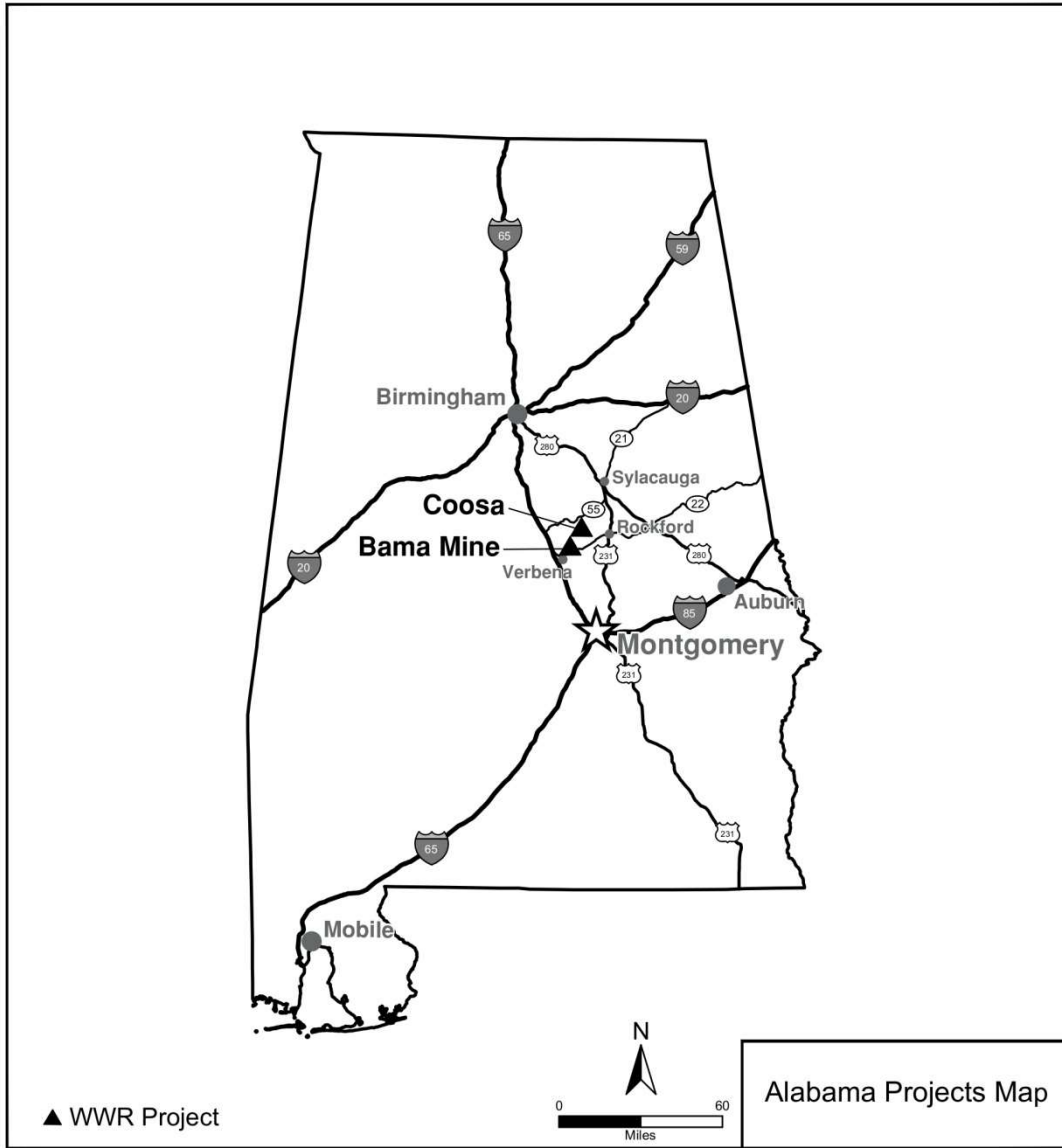 65
59
Birmingham
20
280
21
Sylacauga
Coosa
55
22
Rockford
Bama Mine
231
280
20
Verbena
Auburn
85
Montgomery
231
231
65
Mobile
N
0 60
Miles
Alabama Projects Map
WWR Project